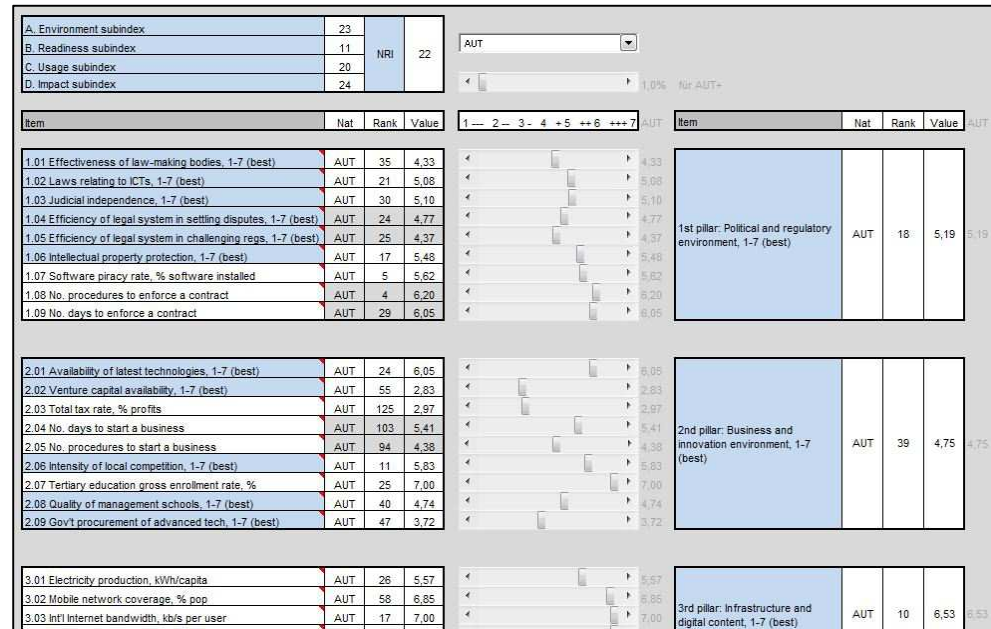 A. Environment subindex 23
B. Readiness subindex 11
C. Usage subindex 20
D. Impact subindex 24
NRI 22
AUT
1,0% für AUT+
Item Nat Rank Value 1 --- 2 -- 3 - 4 + 5 ++ 6 +++ 7 AUT Item Nat Rank Value AUT
1.01 Effectiveness of law-making bodies, 1-7 (best) AUT 35 4,33 4,33
1.02 Laws relating to ICTs, 1-7 (best) AUT 21 5,08 5,08
1.03 Judicial independence, 1-7 (best) AUT 30 5,10 5,10
1.04 Efficiency of legal system in settling disputes, 1-7 (best) AUT 24 4,77 4,77
1.05 Efficiency of legal system in challenging regs, 1-7 (best) AUT 25 4,37 4,37
1.06 Intellectual property protection, 1-7 (best) AUT 17 5,48 5,48
1.07 Software piracy rate, % software installed AUT 5 5,62 5,62
1.08 No. procedures to enforce a contract AUT 4 6,20 6,20
1.09 No. days to enforce a contract AUT 29 6,05 6,05
1st pillar: Political and regulatory
environment, 1-7 (best) AUT 18 5,19 5,19
2.01 Availability of latest technologies, 1-7 (best) AUT 24 6,05 6,05
2.02 Venture capital availability, 1-7 (best) AUT 55 2,83 2,83
2.03 Total tax rate, % profits AUT 125 2,97 2,97
2.04 No. days to start a business AUT 103 5,41 5,41
2.05 No. procedures to start a business AUT 94 4,38 4,38
2.06 Intensity of local competition, 1-7 (best) AUT 11 5,83 5,83
2.07 Tertiary education gross enrollment rate, % AUT 25 7,00 7,00
2.08 Quality of management schools, 1-7 (best) AUT 40 4,74 4,74
2.09 Gov't procurement of advanced tech, 1-7 (best) AUT 47 3,72 3,72
2nd pillar: Business and
innovation environment, 1-7
(best) AUT 39 4,75 4,75
3.01 Electricity production, kWh/capita AUT 26 5,57 5,57
3.02 Mobile network coverage, % pop AUT 58 6,85 6,85
3.03 Int'l Internet bandwidth, kb/s per user AUT 17 7,00 7,00
3rd pillar: Infrastructure and
digital content, 1-7 (best) AUT 10 6,53 6,53